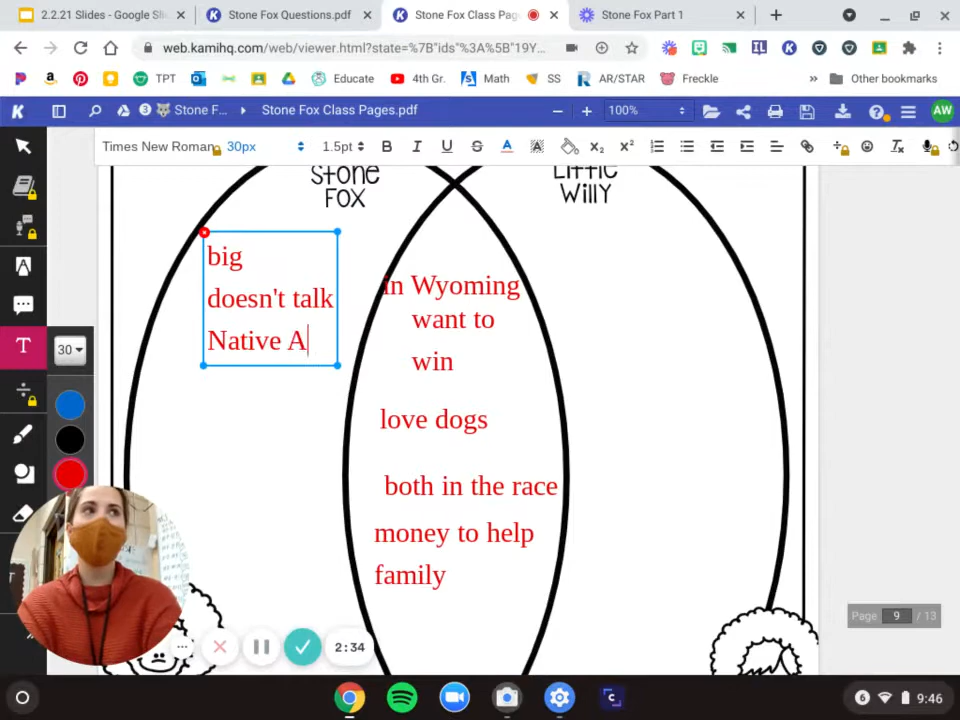 2.2.21 Slides - Google Sli
Stone Fox Questions.pdf
Stone Fox Class Page
Stone Fox Part 1
web.kamihq.com/web/viewer.html?state=%7B"ids"%3A%5B"19Y...
TPT
Educate
4th Gr.
Math
SS
AR/STAR
Freckle
Other bookmarks
K
3
Stone F...
Stone Fox Class Pages.pdf
100%
AW
Times New Roman
30px
1.5pt
B I U S A
STONE
FOX
LITTLE
WILLY
big
doesn't talk
Native A
in Wyoming
want to
win
love dogs
both in the race
money to help
family
T
30
Page 9 / 13
2:34
6
9:46